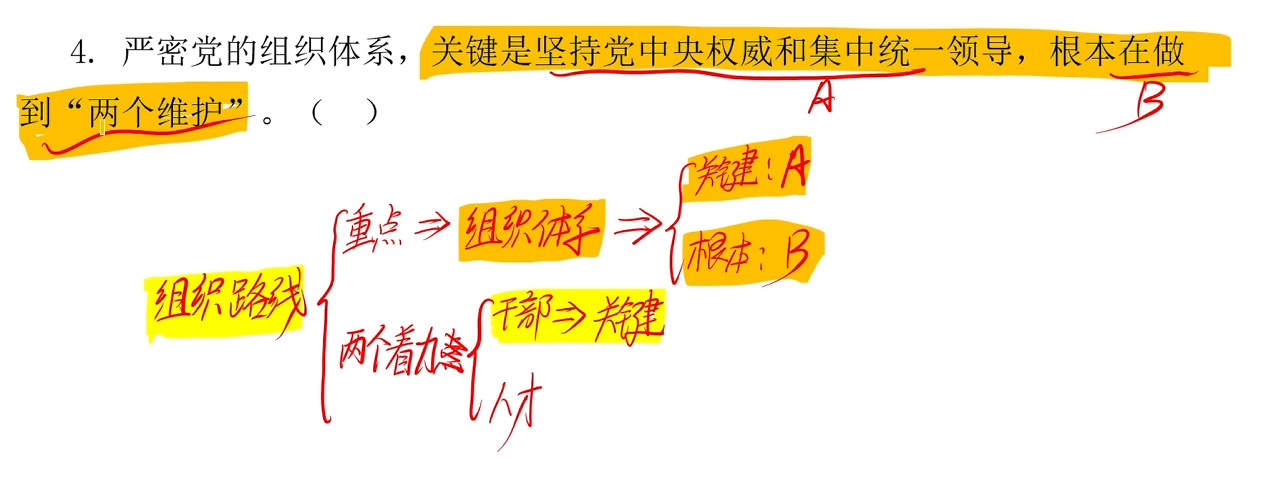 4. 严密党的组织体系，关键是坚持党中央权威和集中统一领导，根本在做
到“两个维护”。（ ）
A
B
关键：A
重点⇒组织体系⇒
根本：B
组织路线
干部⇒关键
两个着力点
人才